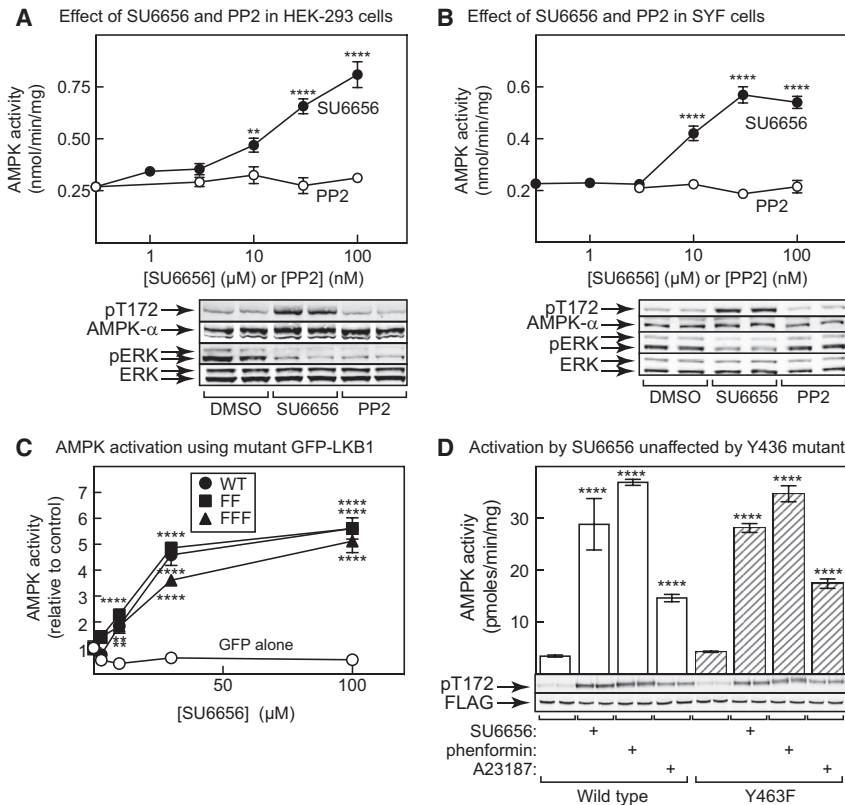 A Effect of SU6656 and PP2 in HEK-293 cells
AMPK activity
(nmol/min/mg)
0.75
0.50
0.25
****
****
**
SU6656
PP2
1 10 100
[SU6656] (µM) or [PP2] (nM)
pT172
AMPK-α
pERK
ERK
DMSO SU6656 PP2
B Effect of SU6656 and PP2 in SYF cells
AMPK activity
(nmol/min/mg)
0.6
0.4
0.2
****
****
****
SU6656
PP2
1 10 100
[SU6656] (µM) or [PP2] (nM)
pT172
AMPK-α
pERK
ERK
DMSO SU6656 PP2
C AMPK activation using mutant GFP-LKB1
AMPK activity
(relative to control)
7
6
5
4
3
2
1
WT
FF
FFF
****
****
****
****
****
**
**
****
****
****
GFP alone
50 100
[SU6656] (µM)
D Activation by SU6656 unaffected by Y436 mutant
AMPK activity
(pmoles/min/mg)
30
20
10
**** **** **** **** **** ****
pT172
FLAG
SU6656: + +
phenformin: + +
A23187: + +
Wild type Y463F